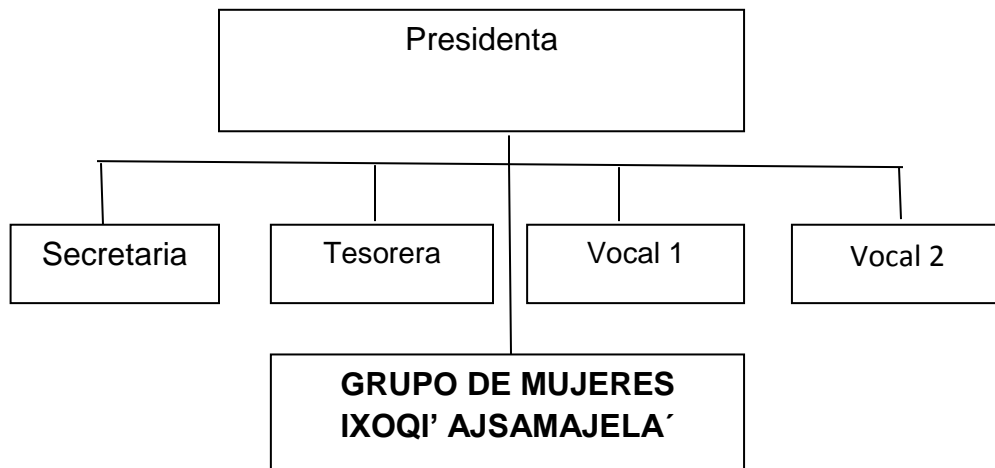 Presidenta
Secretaria
Tesorera
Vocal 1
Vocal 2
GRUPO DE MUJERES
IXOQI’ AJSAMAJELA´